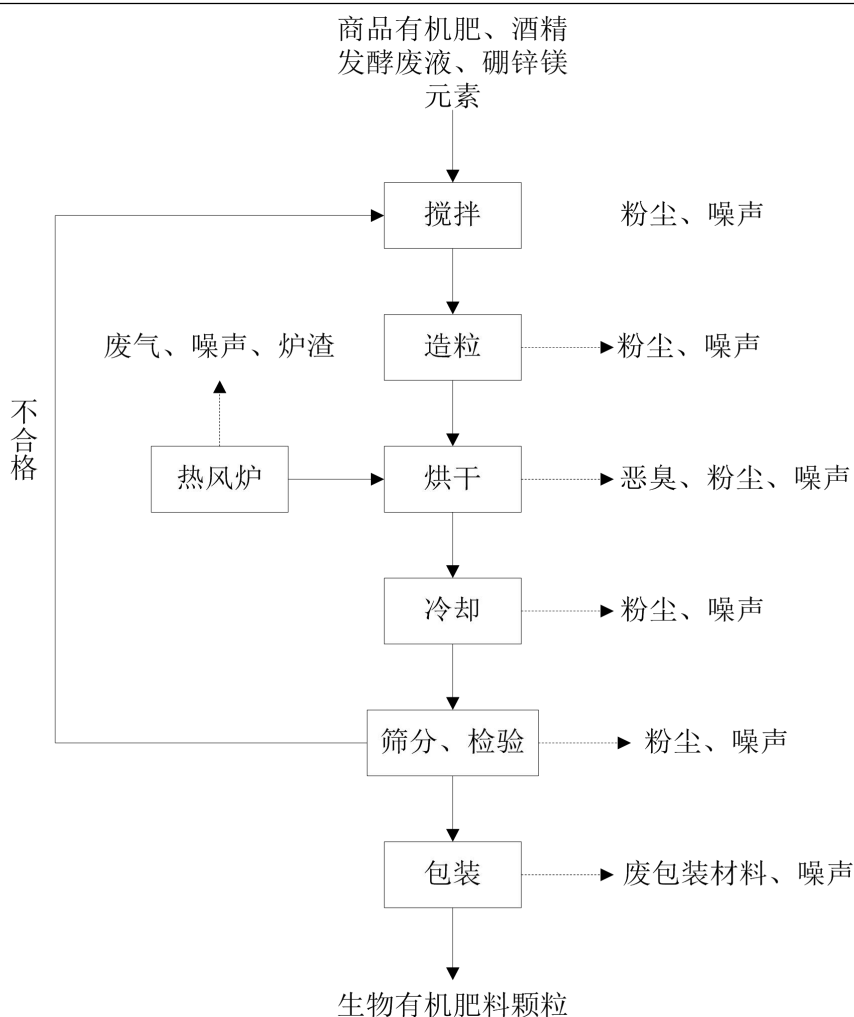 商品有机肥、酒精
发酵废液、硼锌镁
元素
搅拌
粉尘、噪声
造粒
粉尘、噪声
废气、噪声、炉渣
不合格
热风炉
烘干
恶臭、粉尘、噪声
冷却
粉尘、噪声
筛分、检验
粉尘、噪声
包装
废包装材料、噪声
生物有机肥料颗粒